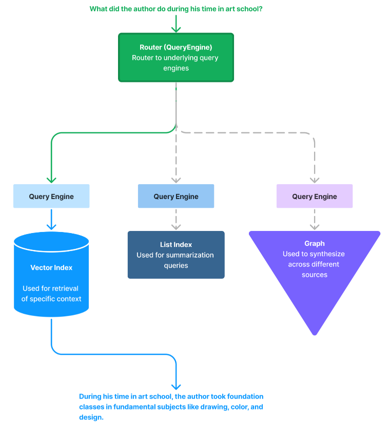 What did the author do during his time in art school?
Router (QueryEngine)
Router to underlying query
engines
Query Engine
Query Engine
Query Engine
Vector Index
Used for retrieval
of specific context
List Index
Used for summarization
queries
Graph
Used to synthesize
across different
sources
During his time in art school, the author took foundation
classes in fundamental subjects like drawing, color, and
design.